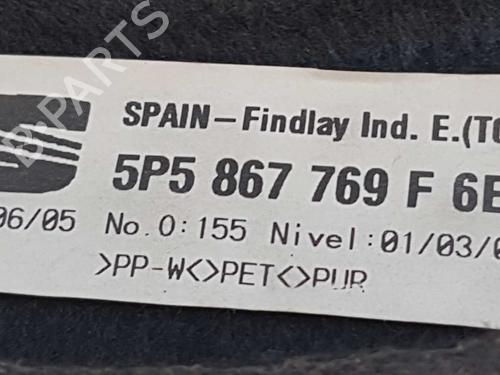 B-PARTS
SPAIN-Findlay Ind. E.(T
5P5 867 769 F 6
06/05 No.0:155 Nivel:01/03/0
>PP-W<>PET<>PUR